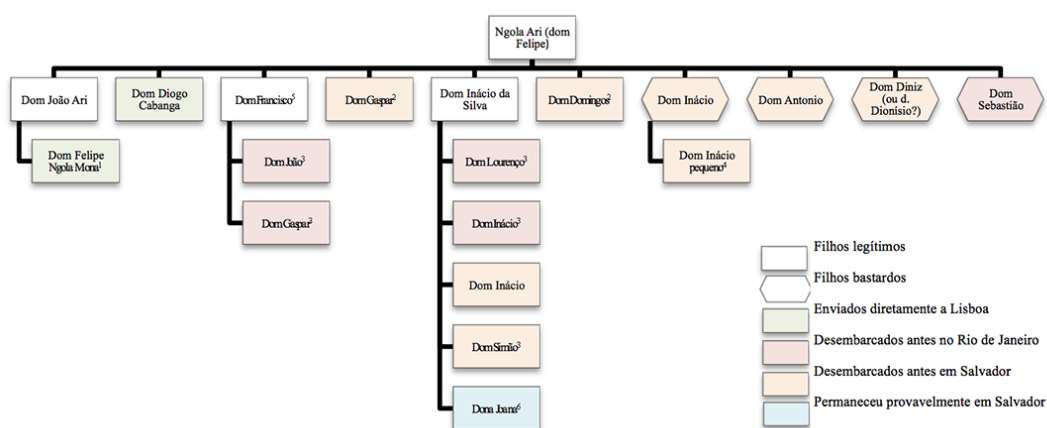 Ngola Ari (dom
Felipe)
Dom João Ari
Dom Diogo
Cabanga
Dom Francisco⁵
Dom Gaspar²
Dom Inácio da
Silva
Dom Domingos²
Dom Inácio
Dom Antonio
Dom Diniz
(ou d.
Dionísio?)
Dom
Sebastião
Dom Felipe
Ngola Mona¹
Dom João³
Dom Lourenço³
Dom Inácio
pequeno⁴
Dom Gaspar³
Dom Inácio³
Dom Inácio
Dom Simão³
Dona Joana⁶
Filhos legítimos
Filhos bastardos
Enviados diretamente a Lisboa
Desembarcados antes no Rio de Janeiro
Desembarcados antes em Salvador
Permaneceu provavelmente em Salvador